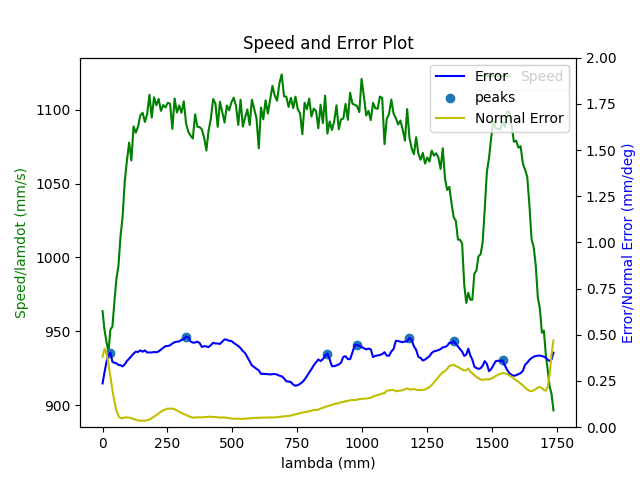 Speed and Error Plot
Speed/lamdot (mm/s)
1100
1050
1000
950
900
Error
peaks
Normal Error
Speed
2.00
1.75
1.50
1.25
1.00
0.75
0.50
0.25
0.00
Error/Normal Error (mm/deg)
0
250
500
750
1000
1250
1500
1750
lambda (mm)